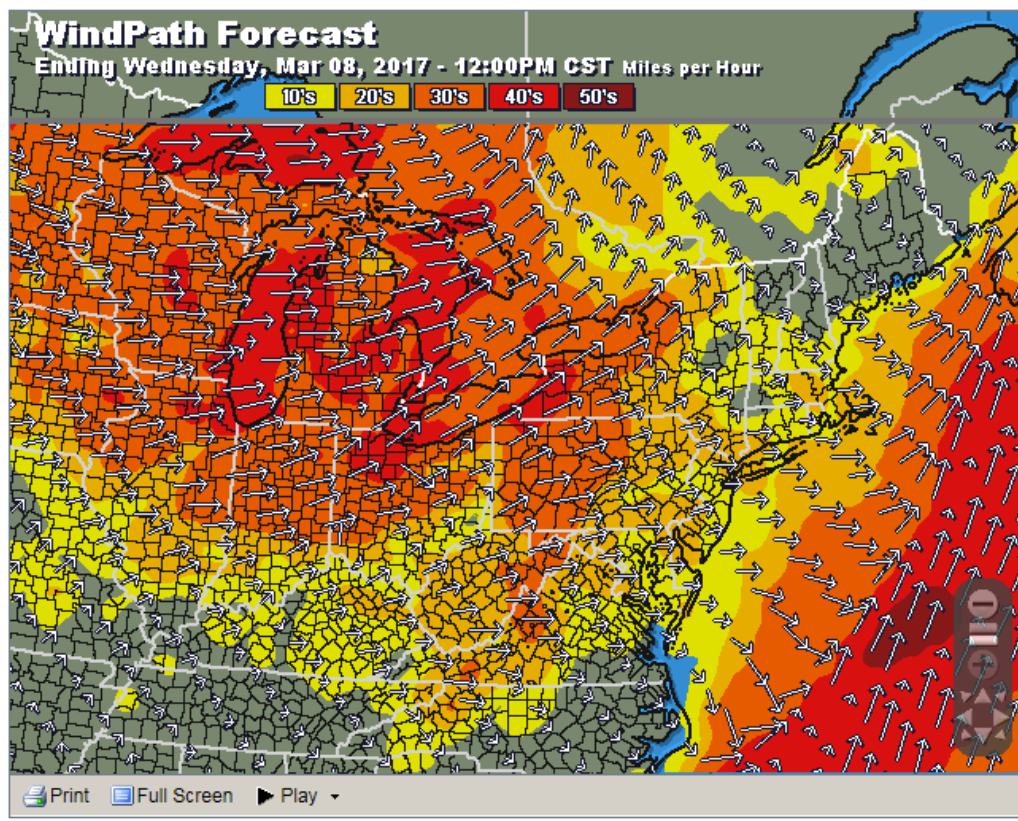 WindPath Forecast
Ending Wednesday, Mar 08, 2017 - 12:00PM CST Miles per Hour
10's 20's 30's 40's 50's
Print Full Screen Play